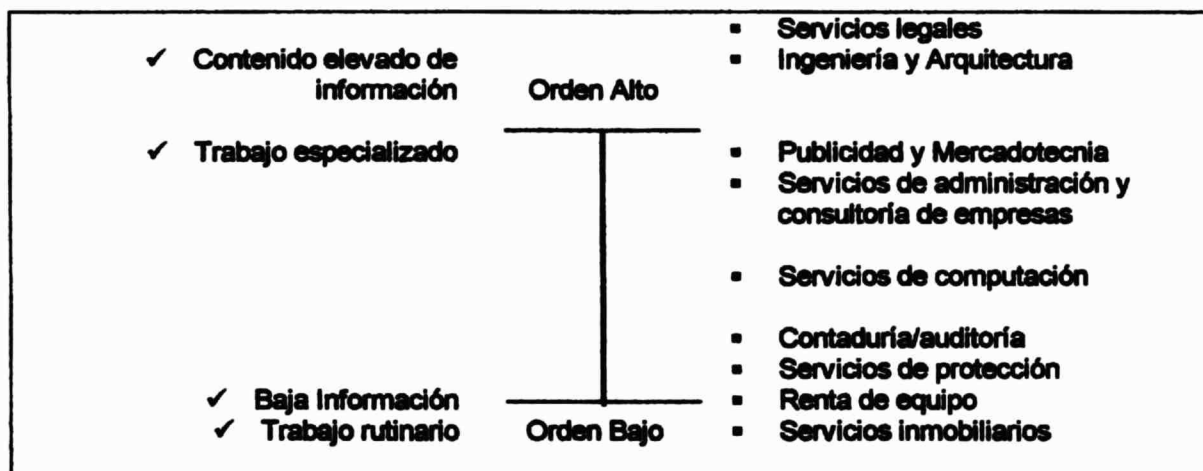 Servicios legales
✓ Contenido elevado de
información
Orden Alto
▪ Ingeniería y Arquitectura
✓ Trabajo especializado
▪ Publicidad y Mercadotecnia
▪ Servicios de administración y
consultoría de empresas
▪ Servicios de computación
▪ Contaduría/auditoría
▪ Servicios de protección
✓ Baja Información
▪ Renta de equipo
✓ Trabajo rutinario
Orden Bajo
▪ Servicios inmobiliarios